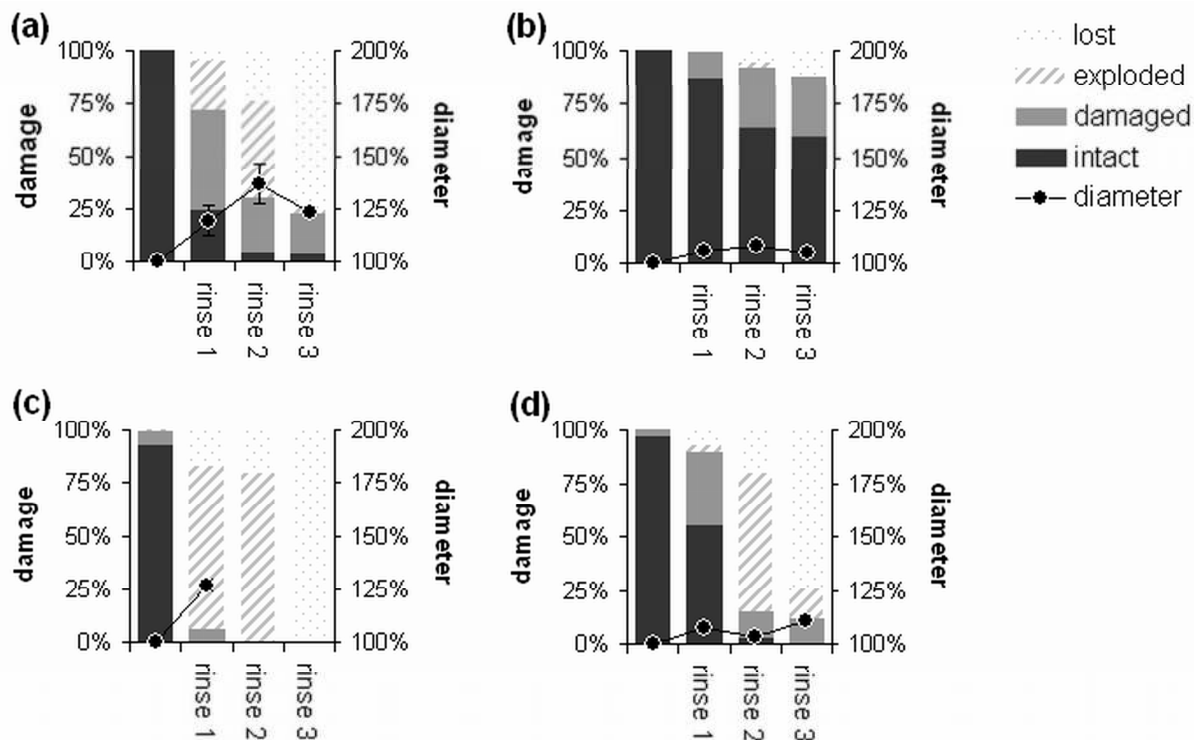 (a)
100%
75%
50%
25%
0%
damage
200%
175%
150%
125%
100%
diameter
rinse 1
rinse 2
rinse 3
(b)
100%
75%
50%
25%
0%
damage
200%
175%
150%
125%
100%
diameter
rinse 1
rinse 2
rinse 3
lost
exploded
damaged
intact
diameter
(c)
100%
75%
50%
25%
0%
damage
200%
175%
150%
125%
100%
diameter
rinse 1
rinse 2
rinse 3
(d)
100%
75%
50%
25%
0%
damage
200%
175%
150%
125%
100%
diameter
rinse 1
rinse 2
rinse 3